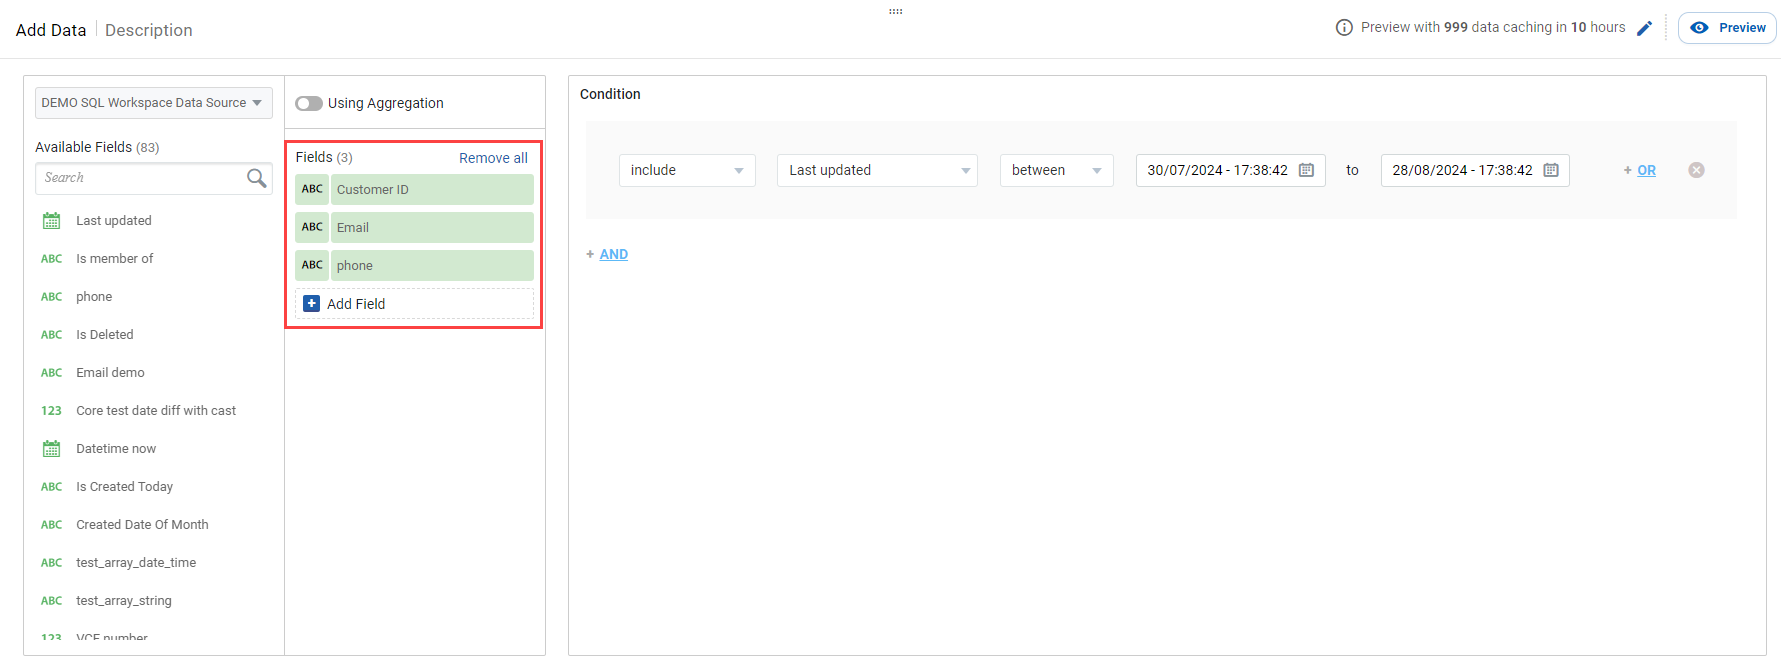 Add Data Description
Preview with 999 data caching in 10 hours
Preview
DEMO SQL Workspace Data Source
Available Fields (83)
Search
Last updated
ABC Is member of
ABC phone
ABC Is Deleted
ABC Email demo
123 Core test date diff with cast
Datetime now
ABC Is Created Today
ABC Created Date Of Month
ABC test_array_date_time
ABC test_array_string
123 VCF number
Using Aggregation
Fields (3) Remove all
ABC Customer ID
ABC Email
ABC phone
+ Add Field
Condition
include Last updated between 30/07/2024 - 17:38:42 to 28/08/2024 - 17:38:42 + OR
+ AND